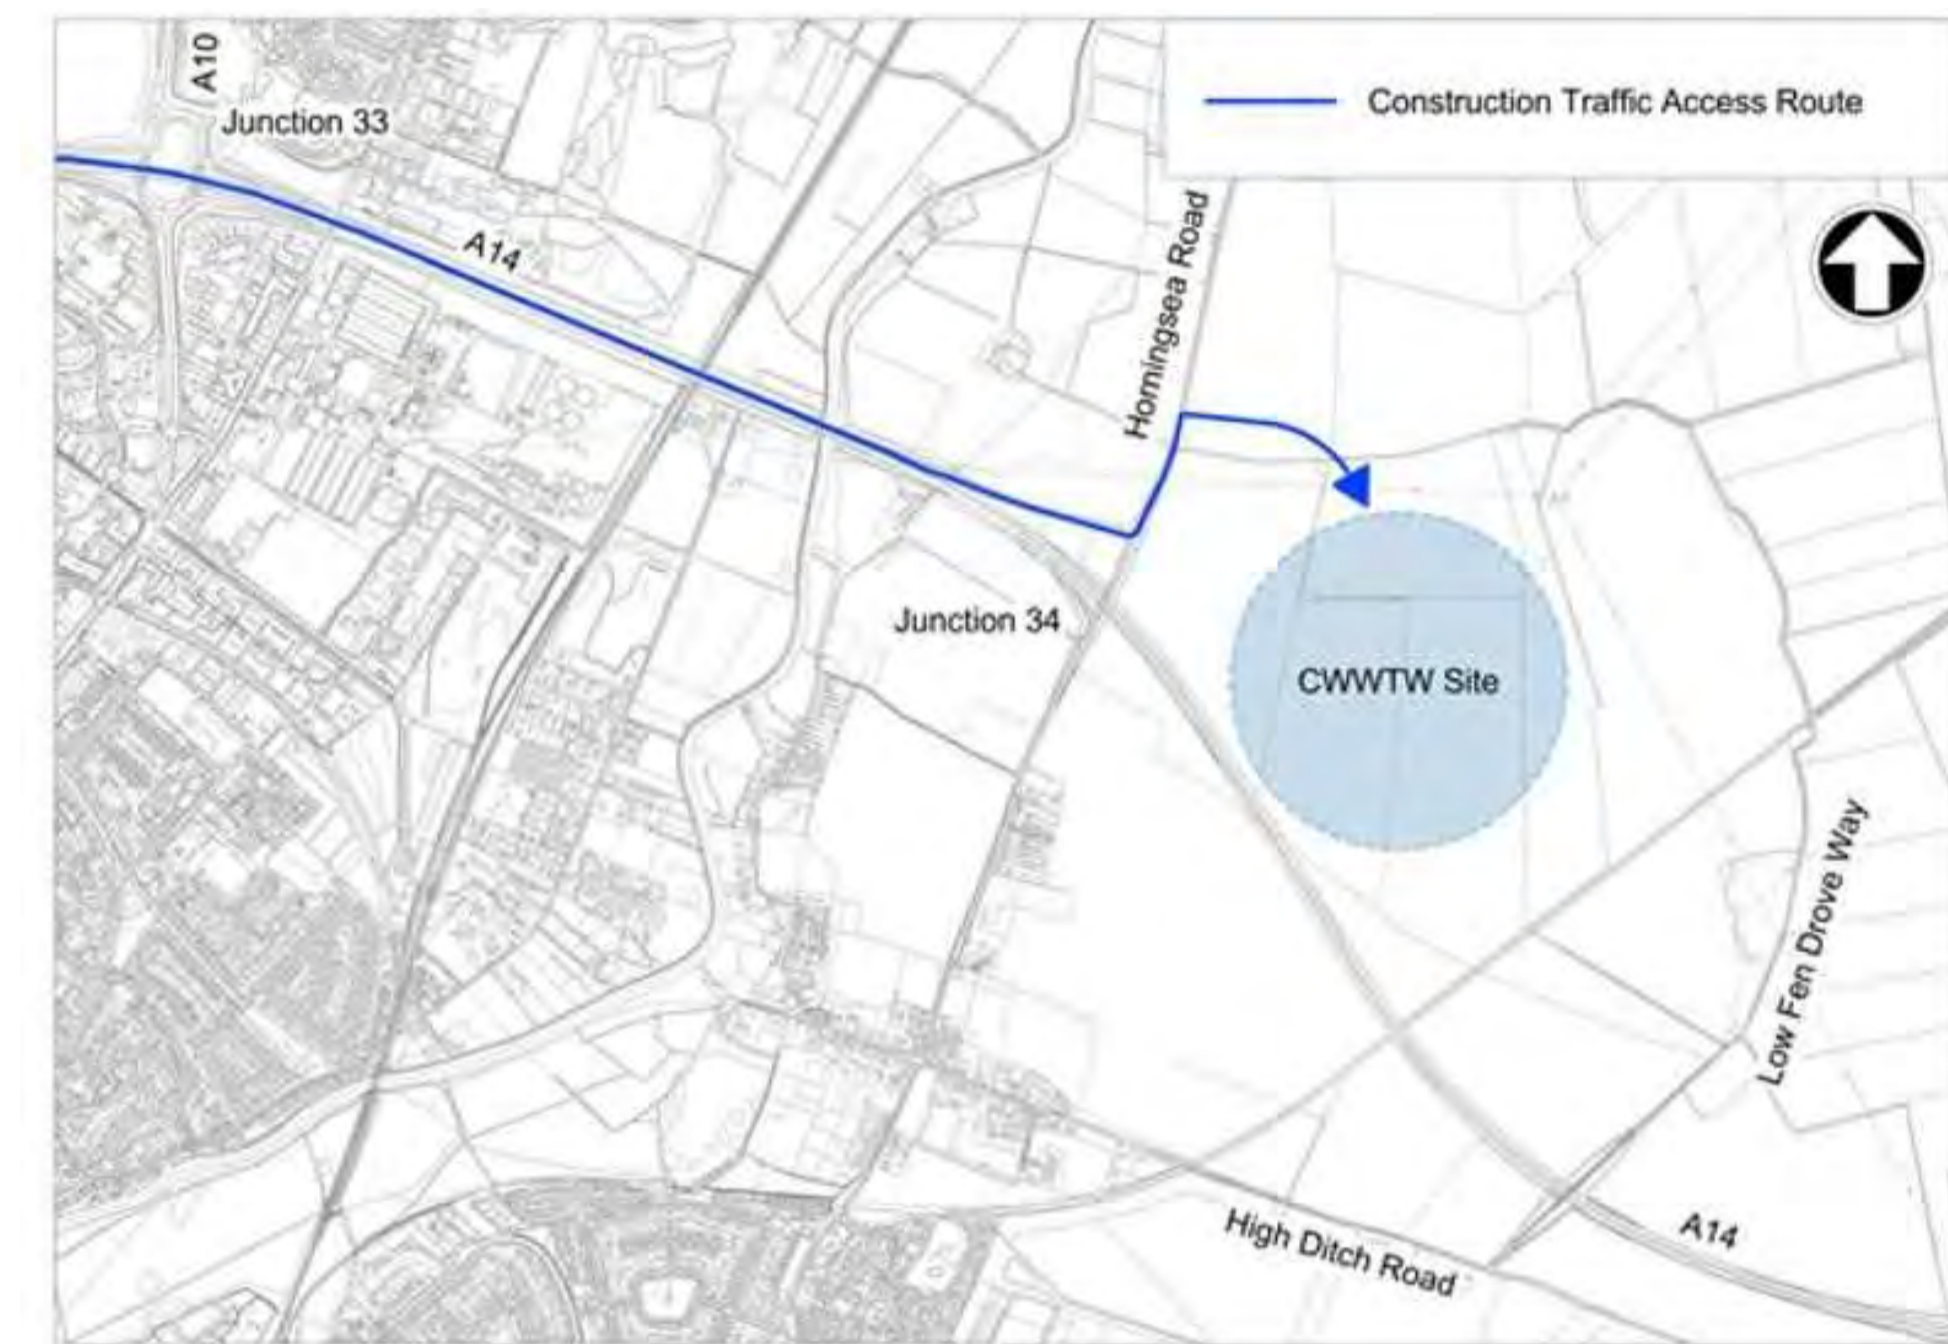 A10
Junction 33
Construction Traffic Access Route
A14
Horningsea Road
Junction 34
CWWTW Site
Low Fen Drove Way
High Ditch Road
A14